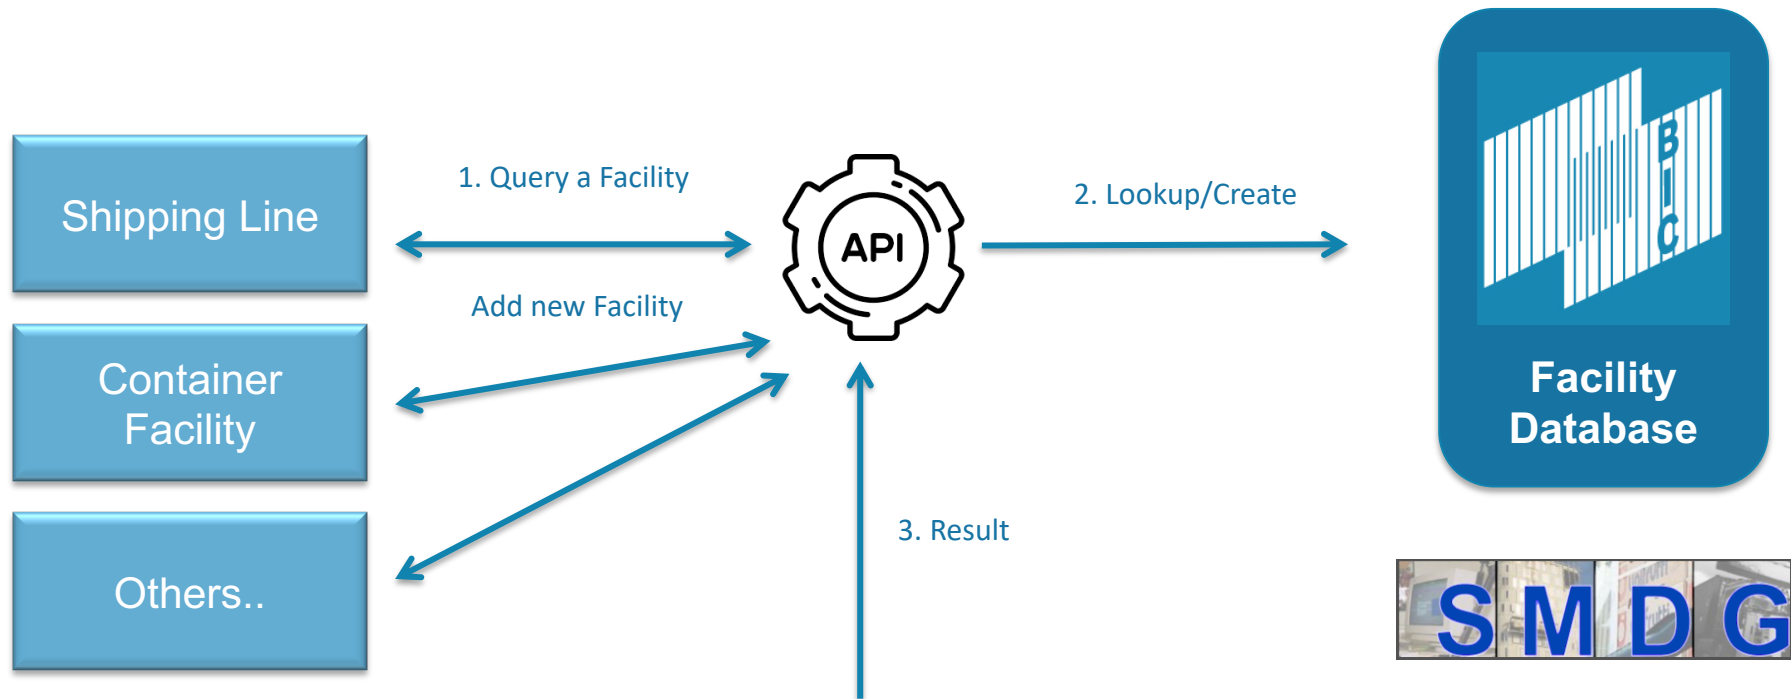 Shipping Line
1. Query a Facility
API
2. Lookup/Create
BIC
Add new Facility
Container
Facility
Facility
Database
3. Result
Others..
SMDG